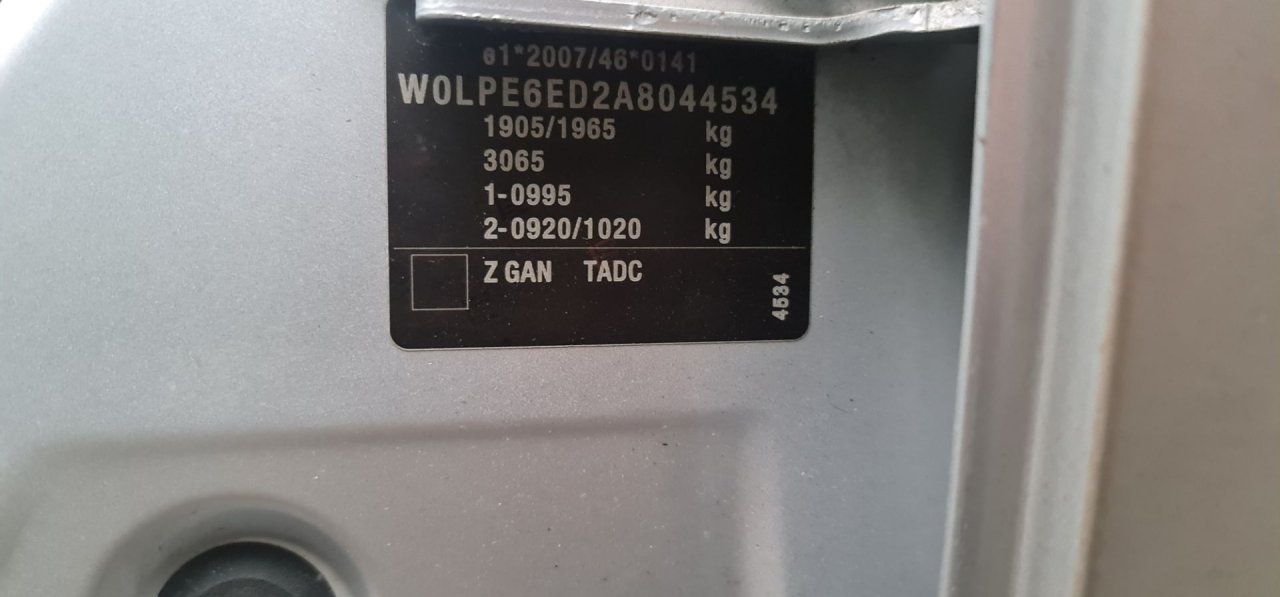 e1*2007/46*0141
W0LPE6ED2A8044534
1905/1965 kg
3065 kg
1-0995 kg
2-0920/1020 kg
Z GAN TADC
4534